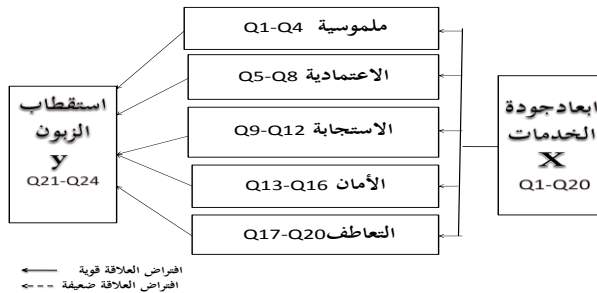 ابعادجودة
الخدمات
X
Q1-Q20
ملموسية Q1-Q4
الاعتمادية Q5-Q8
الاستجابة Q9-Q12
الأمان Q13-Q16
التعاطف Q17-Q20
استقطاب
الزبون
y
Q21-Q24
افتراض العلاقة قوية
افتراض العلاقة ضعيفة